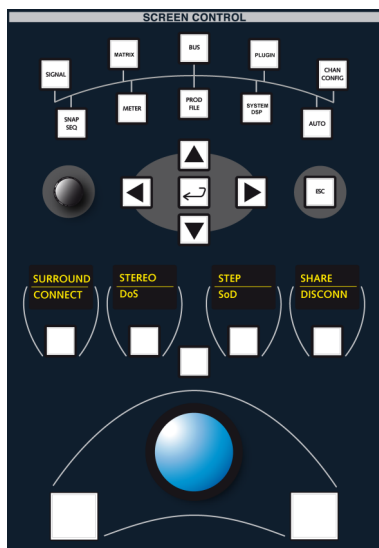 SCREEN CONTROL
BUS
MATRIX
PLUGIN
SIGNAL
CHAN
CONFIG
SNAP
SEQ
METER
PROD
FILE
SYSTEM
DSP
AUTO
ESC
SURROUND
CONNECT
STEREO
DoS
STEP
SoD
SHARE
DISCONN